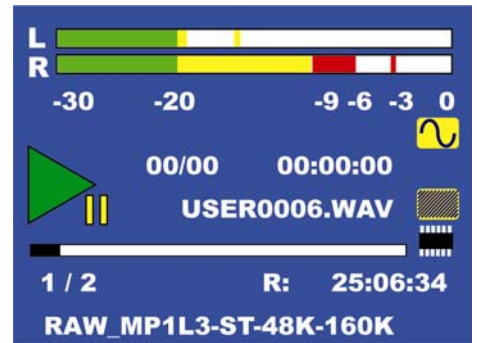 L
R
-30 -20 -9 -6 -3 0
00/00 00:00:00
USER0006.WAV
1 / 2 R: 25:06:34
RAW_MP1L3-ST-48K-160K